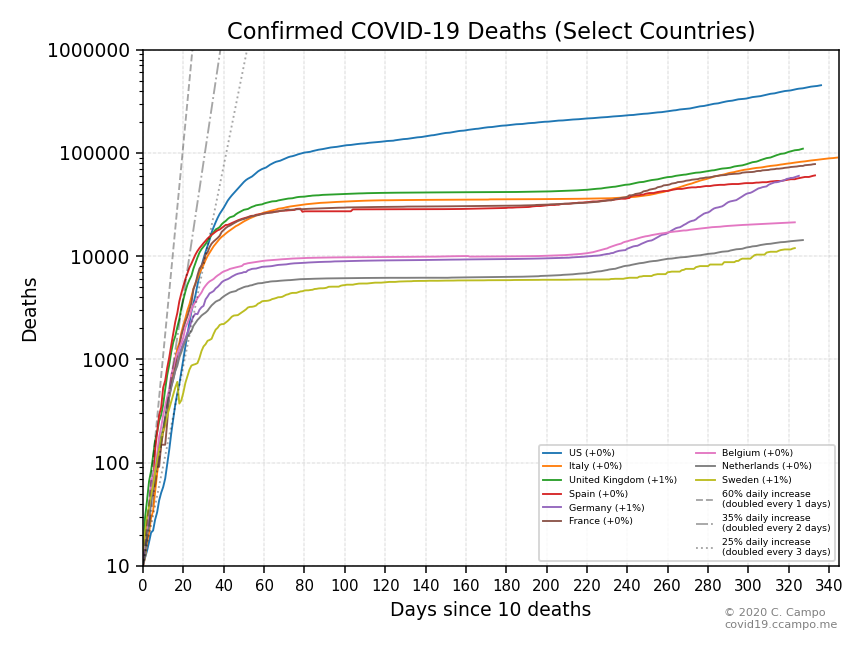 Confirmed COVID-19 Deaths (Select Countries)
1000000
100000
10000
1000
100
10
Deaths
0 20 40 60 80 100 120 140 160 180 200 220 240 260 280 300 320 340
Days since 10 deaths
US (+0%)
Italy (+0%)
United Kingdom (+1%)
Spain (+0%)
Germany (+1%)
France (+0%)
Belgium (+0%)
Netherlands (+0%)
Sweden (+1%)
60% daily increase
(doubled every 1 days)
35% daily increase
(doubled every 2 days)
25% daily increase
(doubled every 3 days)
© 2020 C. Campo
covid19.ccampo.me